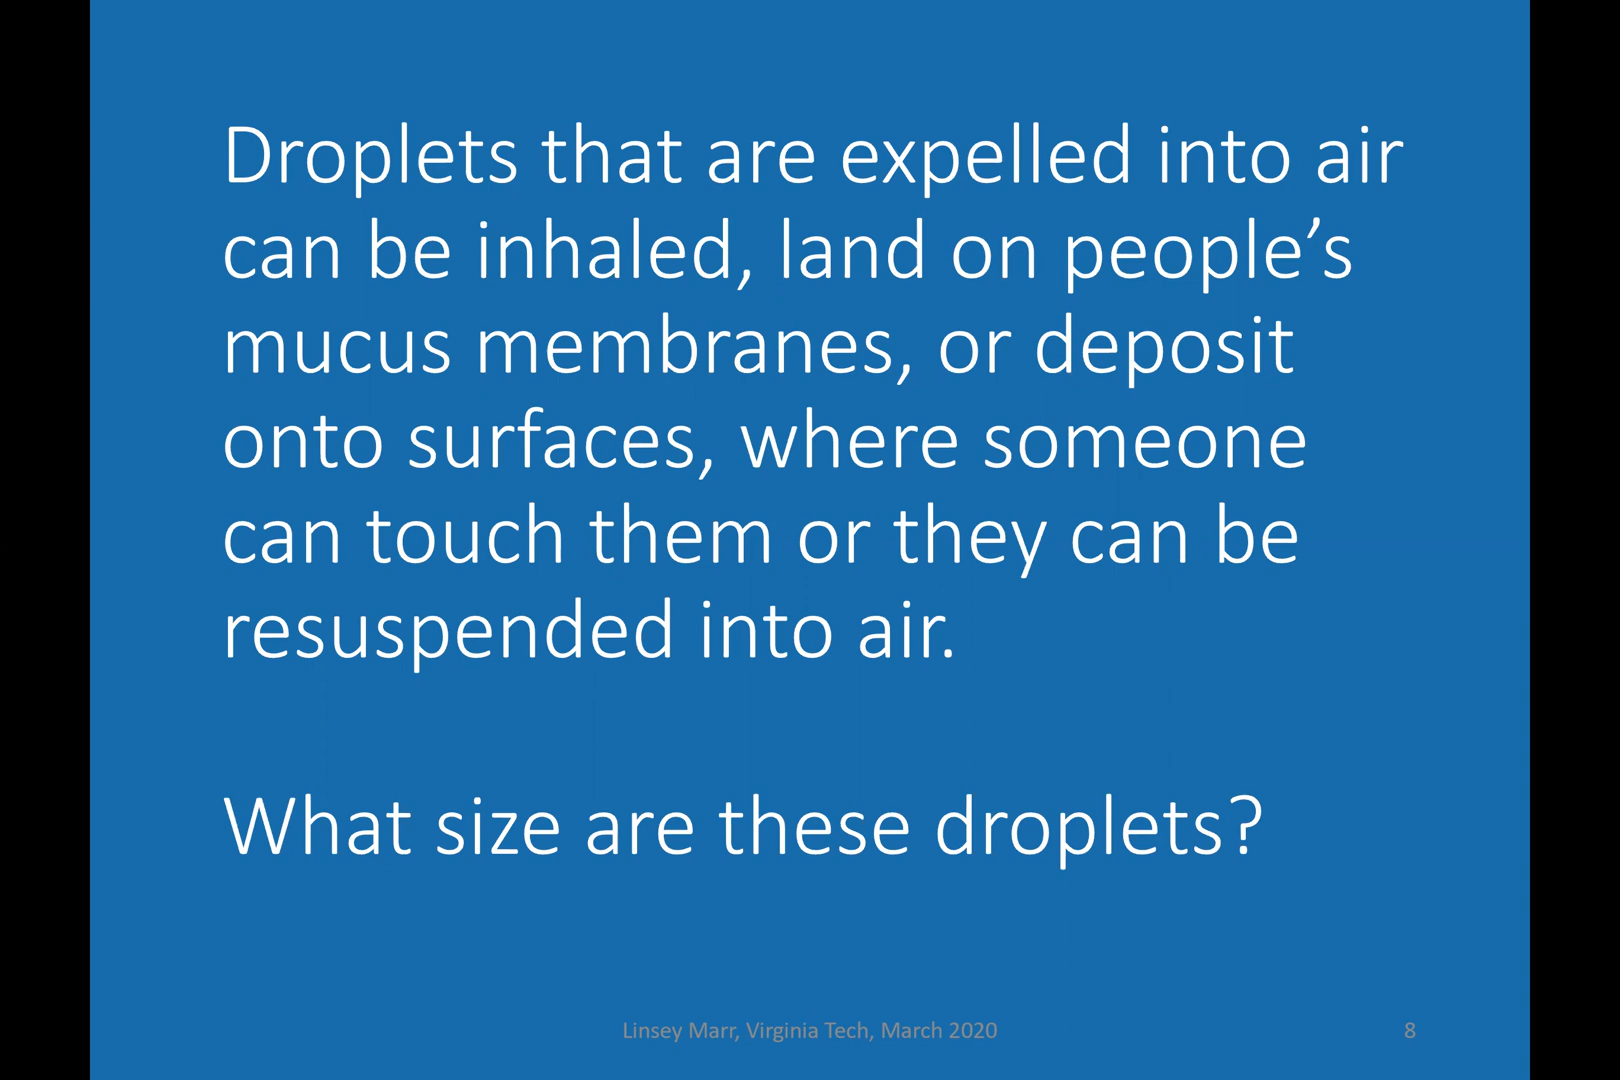 Droplets that are expelled into air
can be inhaled, land on people’s
mucus membranes, or deposit
onto surfaces, where someone
can touch them or they can be
resuspended into air.
What size are these droplets?
Linsey Marr, Virginia Tech, March 2020
8